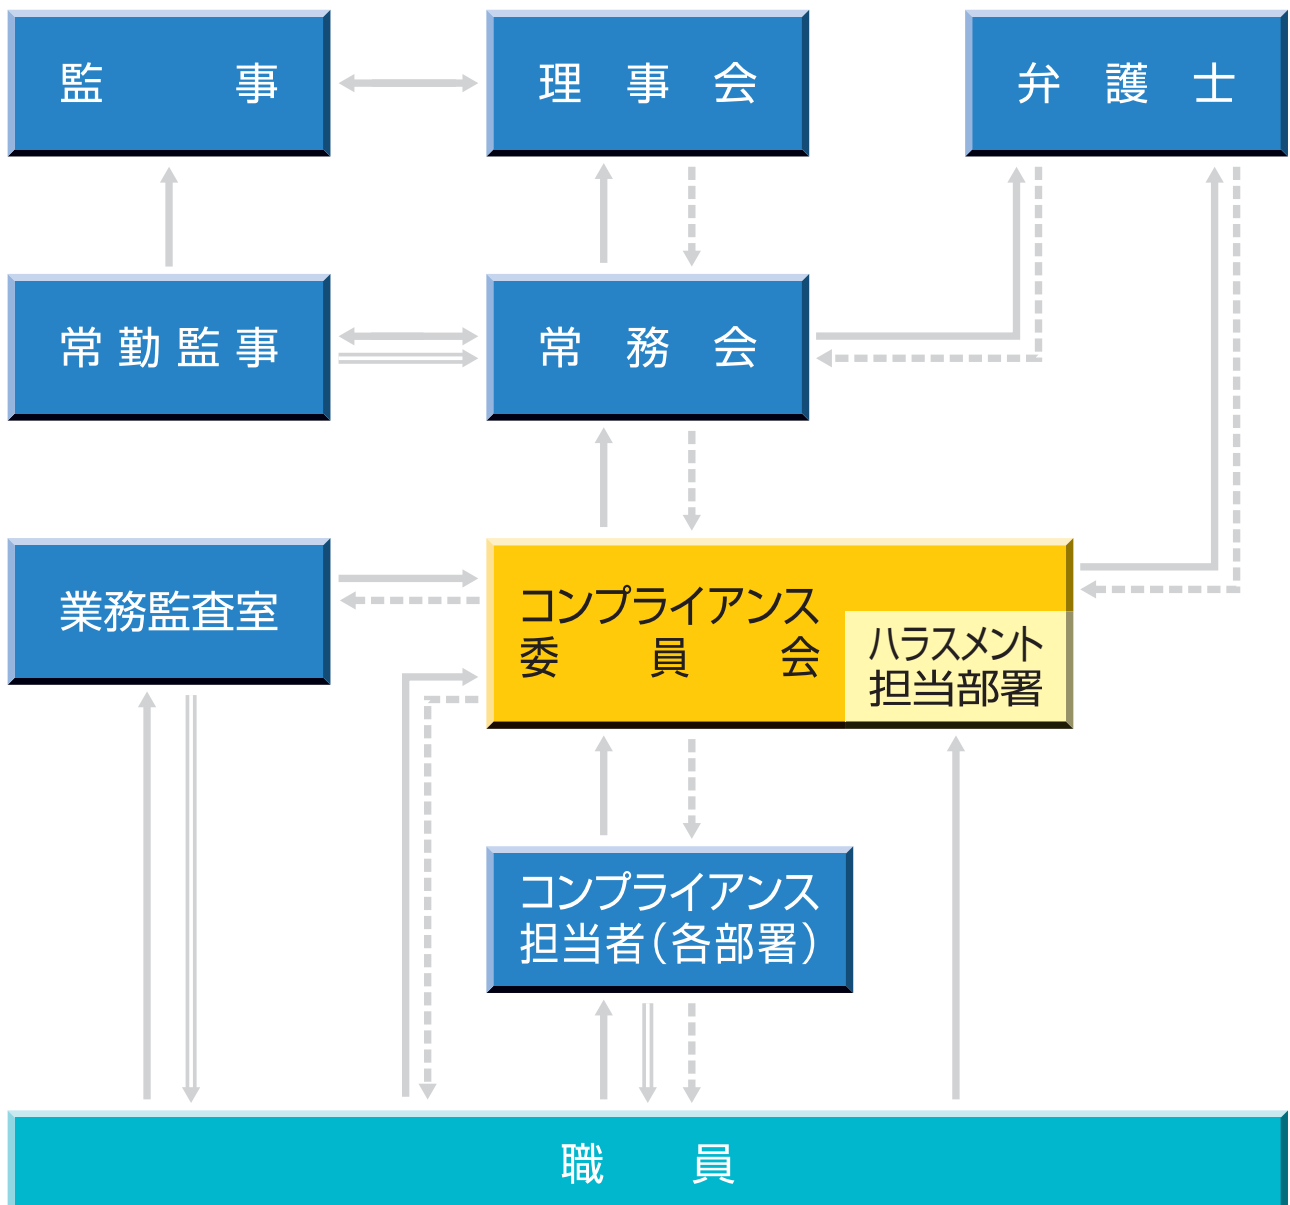 監事
理事会
弁護士
常勤監事
常務会
業務監査室
コンプライアンス
委員会
ハラスメント
担当部署
コンプライアンス
担当者(各部署)
職員